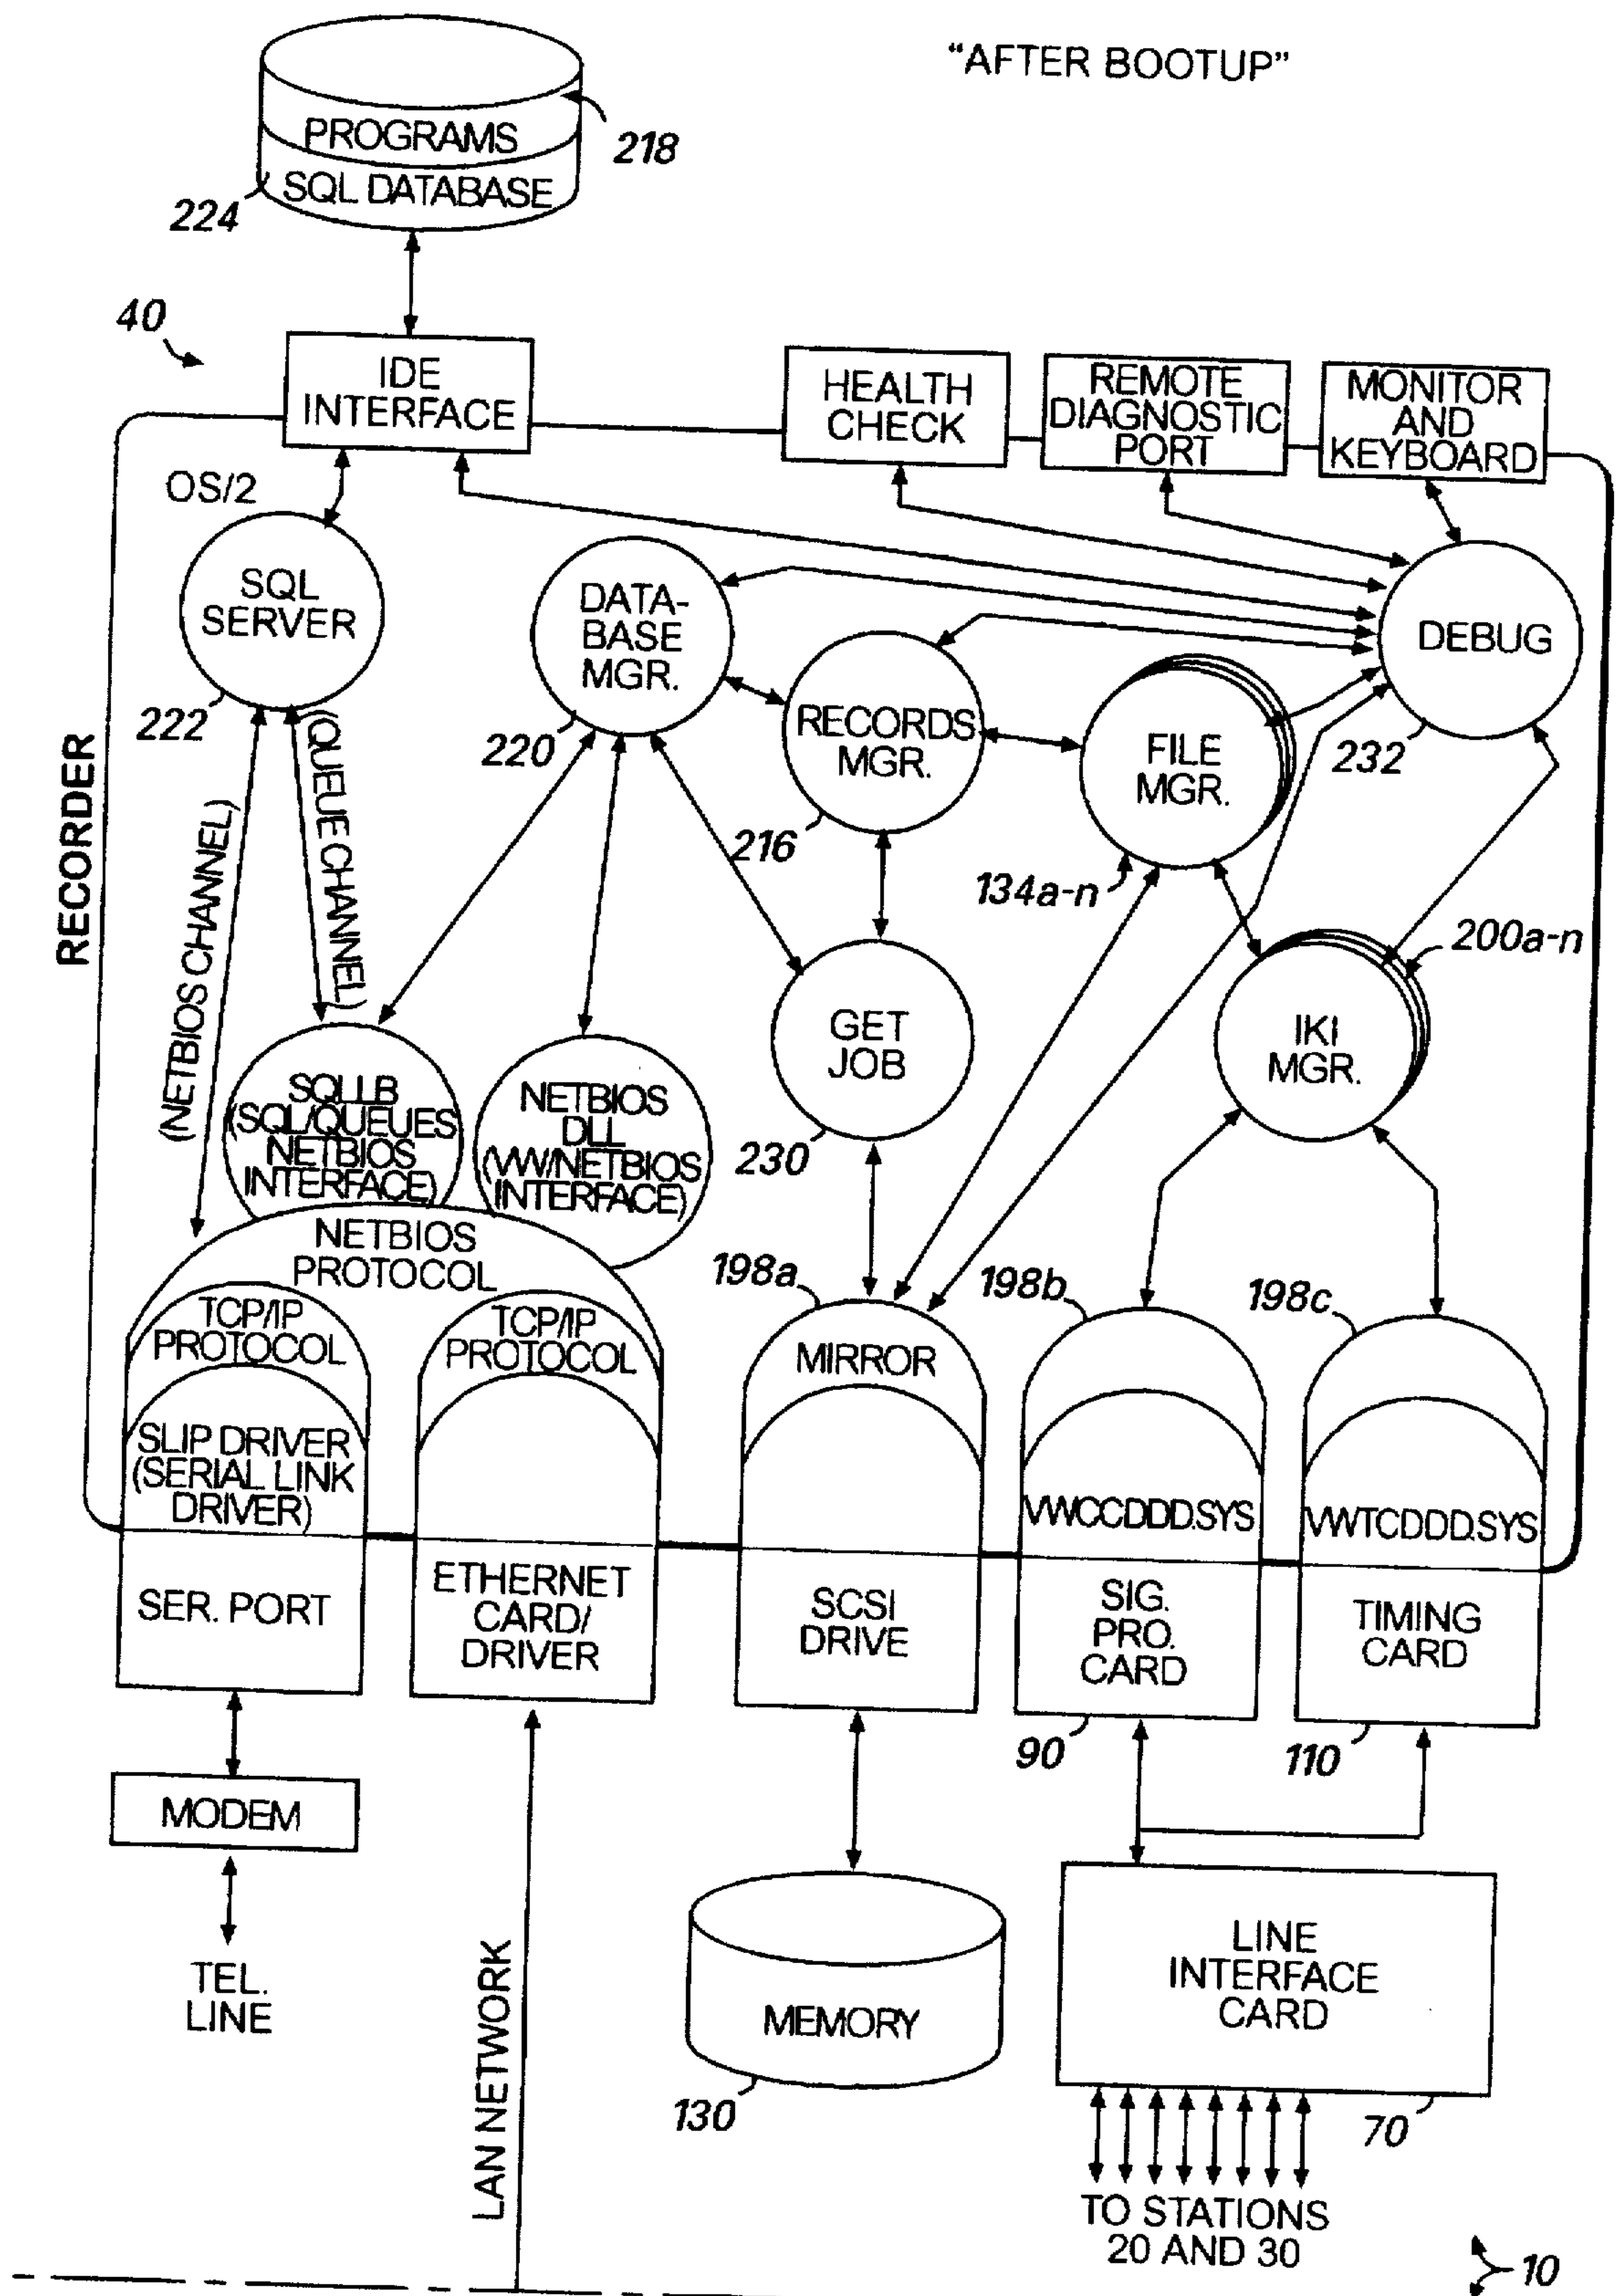 "AFTER BOOTUP"
PROGRAMS
218
SQL DATABASE
224
40
IDE
INTERFACE
HEALTH
CHECK
REMOTE
DIAGNOSTIC
PORT
MONITOR
AND
KEYBOARD
OS/2
SQL
SERVER
222
DATA-
BASE
MGR.
220
RECORDS
MGR.
216
FILE
MGR.
134a-n
DEBUG
232
RECORDER
(NETBIOS CHANNEL)
(QUEUE CHANNEL)
GET
JOB
230
IKI
MGR.
200a-n
SQLLB
(SQL/QUEUES
NETBIOS
INTERFACE)
NETBIOS
DLL
(VW/NETBIOS
INTERFACE)
NETBIOS
PROTOCOL
TCP/IP
PROTOCOL
TCP/IP
PROTOCOL
198a
MIRROR
198b
198c
SLIP DRIVER
(SERIAL LINK
DRIVER)
VWCCDDD.SYS
VWTCDDD.SYS
SER. PORT
ETHERNET
CARD/
DRIVER
SCSI
DRIVE
SIG.
PRO.
CARD
90
TIMING
CARD
110
MODEM
TEL.
LINE
LAN NETWORK
MEMORY
130
LINE
INTERFACE
CARD
70
TO STATIONS
20 AND 30
10